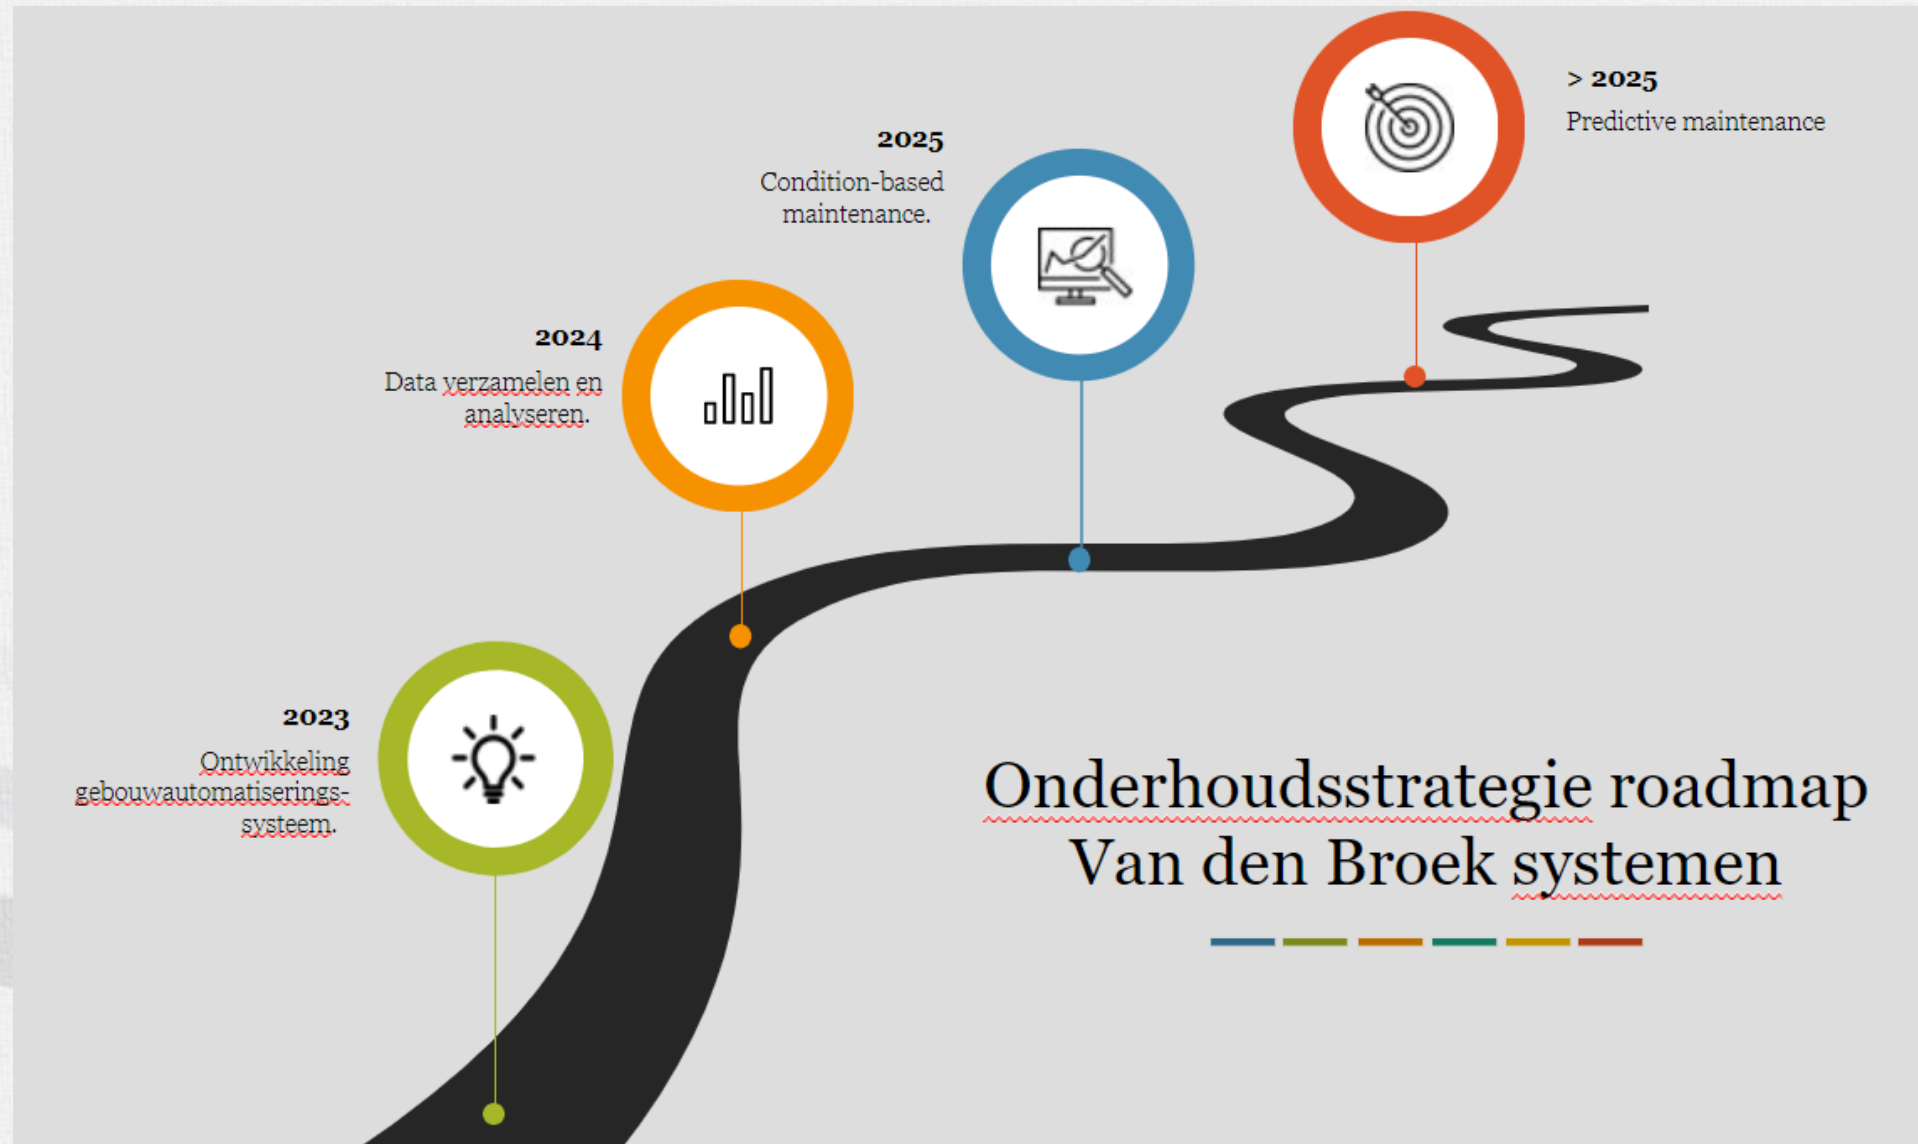 > 2025
Predictive maintenance
2025
Condition-based
maintenance.
2024
Data verzamelen en
analyseren.
2023
Ontwikkeling
gebouwautomatiserings-
systeem.
Onderhoudsstrategie roadmap
Van den Broek systemen